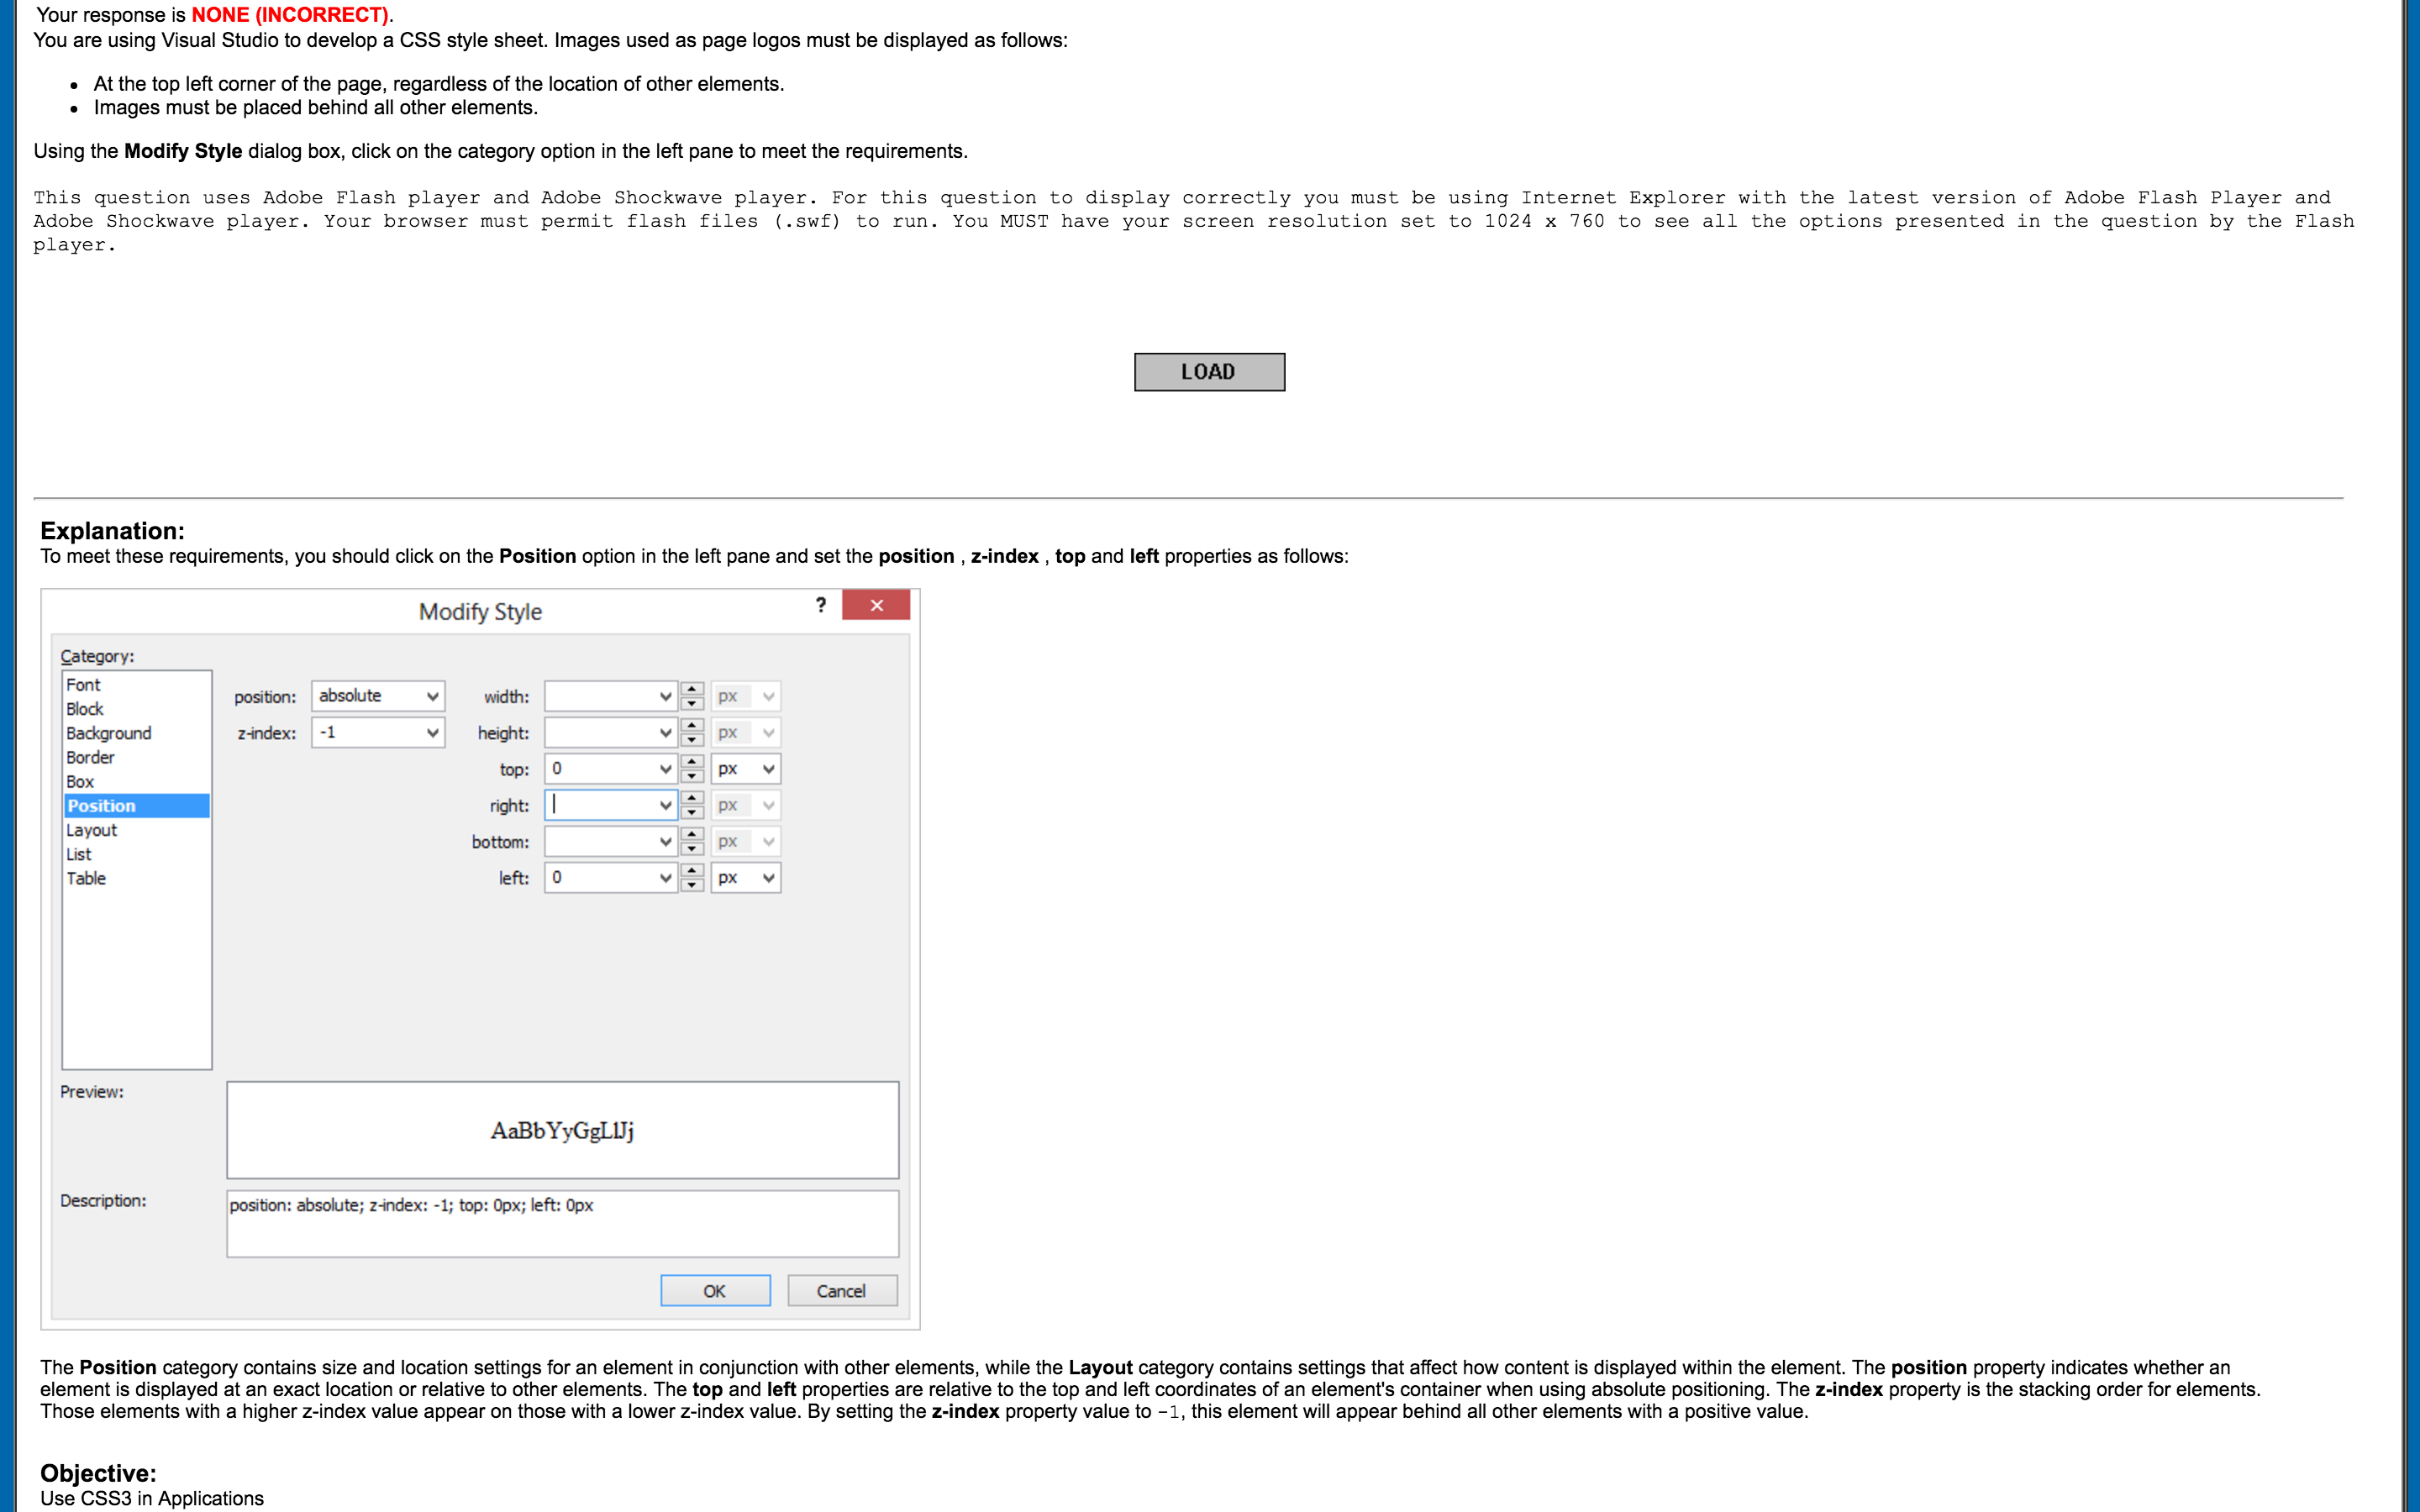 Your response is NONE (INCORRECT).
You are using Visual Studio to develop a CSS style sheet. Images used as page logos must be displayed as follows:
• At the top left corner of the page, regardless of the location of other elements.
• Images must be placed behind all other elements.
Using the Modify Style dialog box, click on the category option in the left pane to meet the requirements.
This question uses Adobe Flash player and Adobe Shockwave player. For this question to display correctly you must be using Internet Explorer with the latest version of Adobe Flash Player and
Adobe Shockwave player. Your browser must permit flash files (.swf) to run. You MUST have your screen resolution set to 1024 x 760 to see all the options presented in the question by the Flash
player.
LOAD
Explanation:
To meet these requirements, you should click on the Position option in the left pane and set the position , z-index , top and left properties as follows:
Modify Style ? ×
Category:
Font
Block
Background
Border
Box
Position
Layout
List
Table
position: absolute
z-index: -1
width: px
height: px
top: 0 px
right: px
bottom: px
left: 0 px
Preview:
AaBbYyGgLlJj
Description:
position: absolute; z-index: -1; top: 0px; left: 0px
OK Cancel
The Position category contains size and location settings for an element in conjunction with other elements, while the Layout category contains settings that affect how content is displayed within the element. The position property indicates whether an
element is displayed at an exact location or relative to other elements. The top and left properties are relative to the top and left coordinates of an element's container when using absolute positioning. The z-index property is the stacking order for elements.
Those elements with a higher z-index value appear on those with a lower z-index value. By setting the z-index property value to -1, this element will appear behind all other elements with a positive value.
Objective:
Use CSS3 in Applications